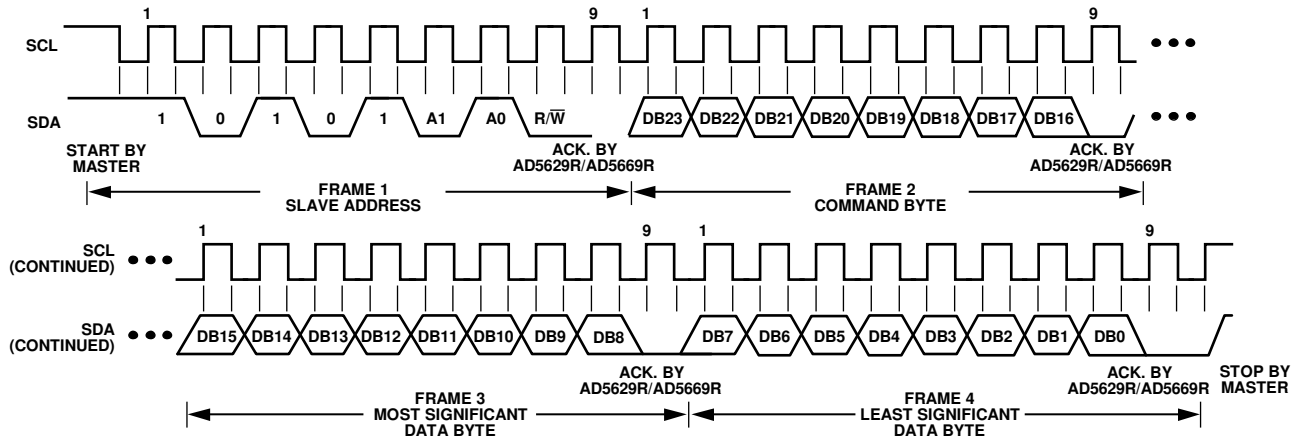 1 9 1 9
SCL
SDA 1 0 1 0 1 A1 A0 R/W̅ DB23 DB22 DB21 DB20 DB19 DB18 DB17 DB16
START BY
MASTER
ACK. BY
AD5629R/AD5669R
ACK. BY
AD5629R/AD5669R
FRAME 1
SLAVE ADDRESS
FRAME 2
COMMAND BYTE
1 9 1 9
SCL
(CONTINUED)
SDA
(CONTINUED)
DB15 DB14 DB13 DB12 DB11 DB10 DB9 DB8 DB7 DB6 DB5 DB4 DB3 DB2 DB1 DB0
ACK. BY
AD5629R/AD5669R
ACK. BY
AD5629R/AD5669R
STOP BY
MASTER
FRAME 3
MOST SIGNIFICANT
DATA BYTE
FRAME 4
LEAST SIGNIFICANT
DATA BYTE